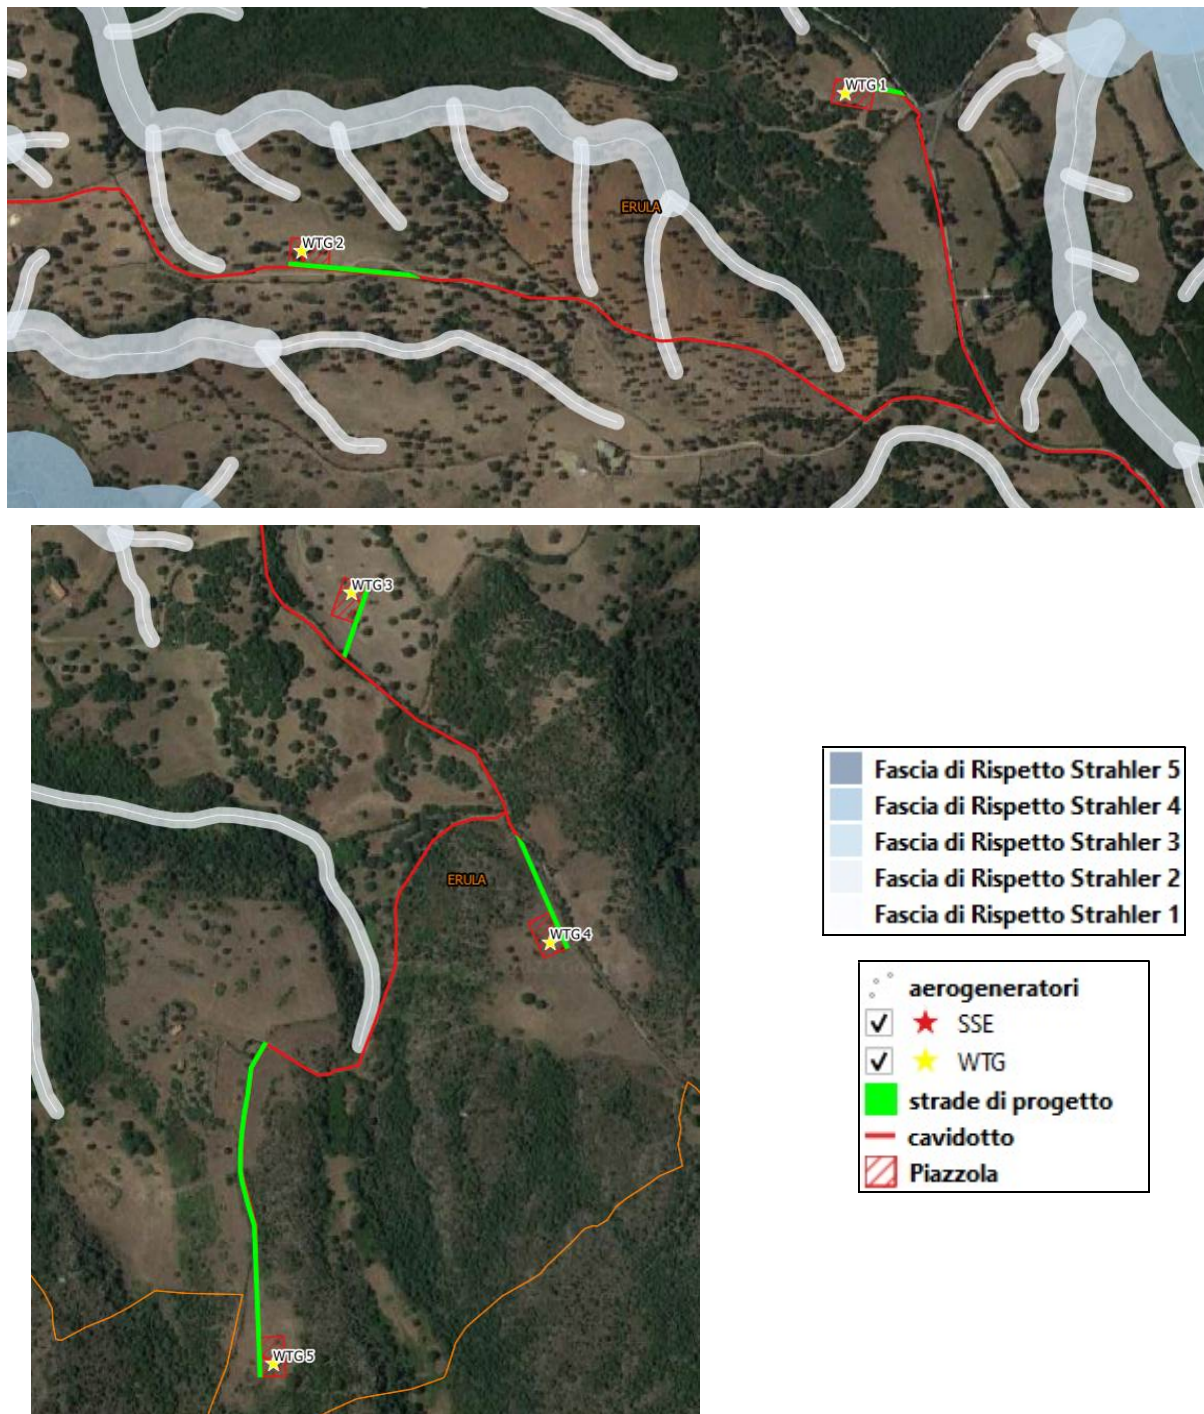 WTG 1
ERULA
WTG 2
WTG 3
ERULA
WTG 4
WTG 5
Fascia di Rispetto Strahler 5
Fascia di Rispetto Strahler 4
Fascia di Rispetto Strahler 3
Fascia di Rispetto Strahler 2
Fascia di Rispetto Strahler 1
aerogeneratori
SSE
WTG
strade di progetto
cavidotto
Piazzola